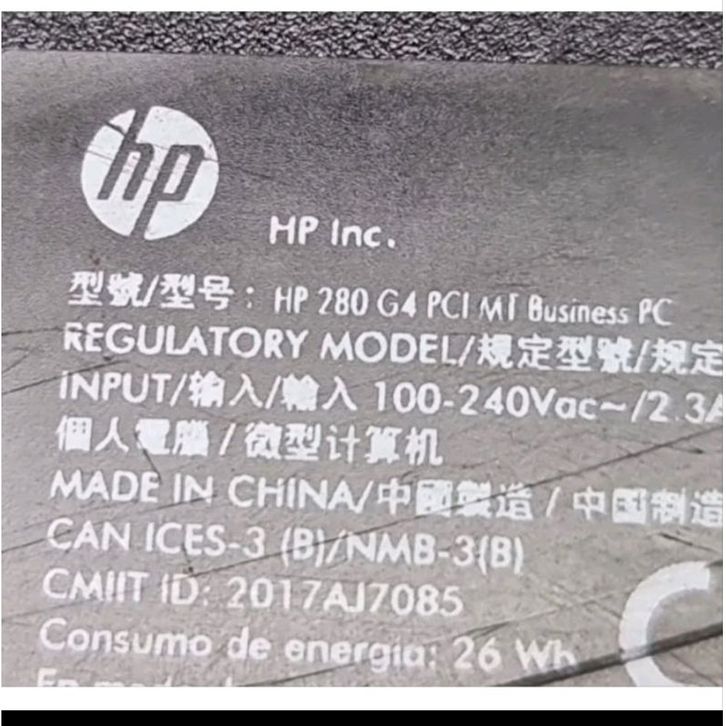 hp
HP Inc.
型號/型号: HP 280 G4 PCI MT Business PC
REGULATORY MODEL/規定型號/规定
INPUT/输入/輸入 100-240Vac~/2.3A
個人電腦 / 微型计算机
MADE IN CHINA/中國製造 / 中国制造
CAN ICES-3 (B)/NMB-3(B)
CMIIT ID: 2017AJ7085
Consumo de energía: 26 Wh